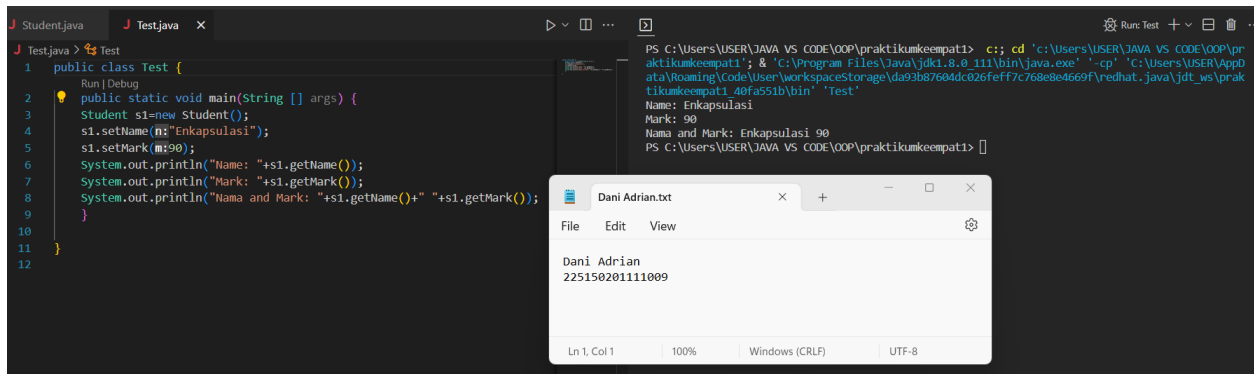 Student.java
Test.java
Test.java > Test
1 public class Test {
Run | Debug
2 public static void main(String [] args) {
3 Student s1=new Student();
4 s1.setName(n:"Enkapsulasi");
5 s1.setMark(m:90);
6 System.out.println("Name: "+s1.getName());
7 System.out.println("Mark: "+s1.getMark());
8 System.out.println("Nama and Mark: "+s1.getName()+" "+s1.getMark());
9 }
10
11 }
12
Run: Test
PS C:\Users\USER\JAVA VS CODE\OOP\praktikumkeempat1> c:; cd 'c:\Users\USER\JAVA VS CODE\OOP\pr
aktikumkeempat1'; & 'C:\Program Files\Java\jdk1.8.0_111\bin\java.exe' '-cp' 'C:\Users\USER\AppD
ata\Roaming\Code\User\workspaceStorage\da93b87604dc026feff7c768e8e4669f\redhat.java\jdt_ws\prak
tikumkeempat1_40fa551b\bin' 'Test'
Name: Enkapsulasi
Mark: 90
Nama and Mark: Enkapsulasi 90
PS C:\Users\USER\JAVA VS CODE\OOP\praktikumkeempat1>
Dani Adrian.txt
File Edit View
Dani Adrian
225150201111009
Ln 1, Col 1 100% Windows (CRLF) UTF-8